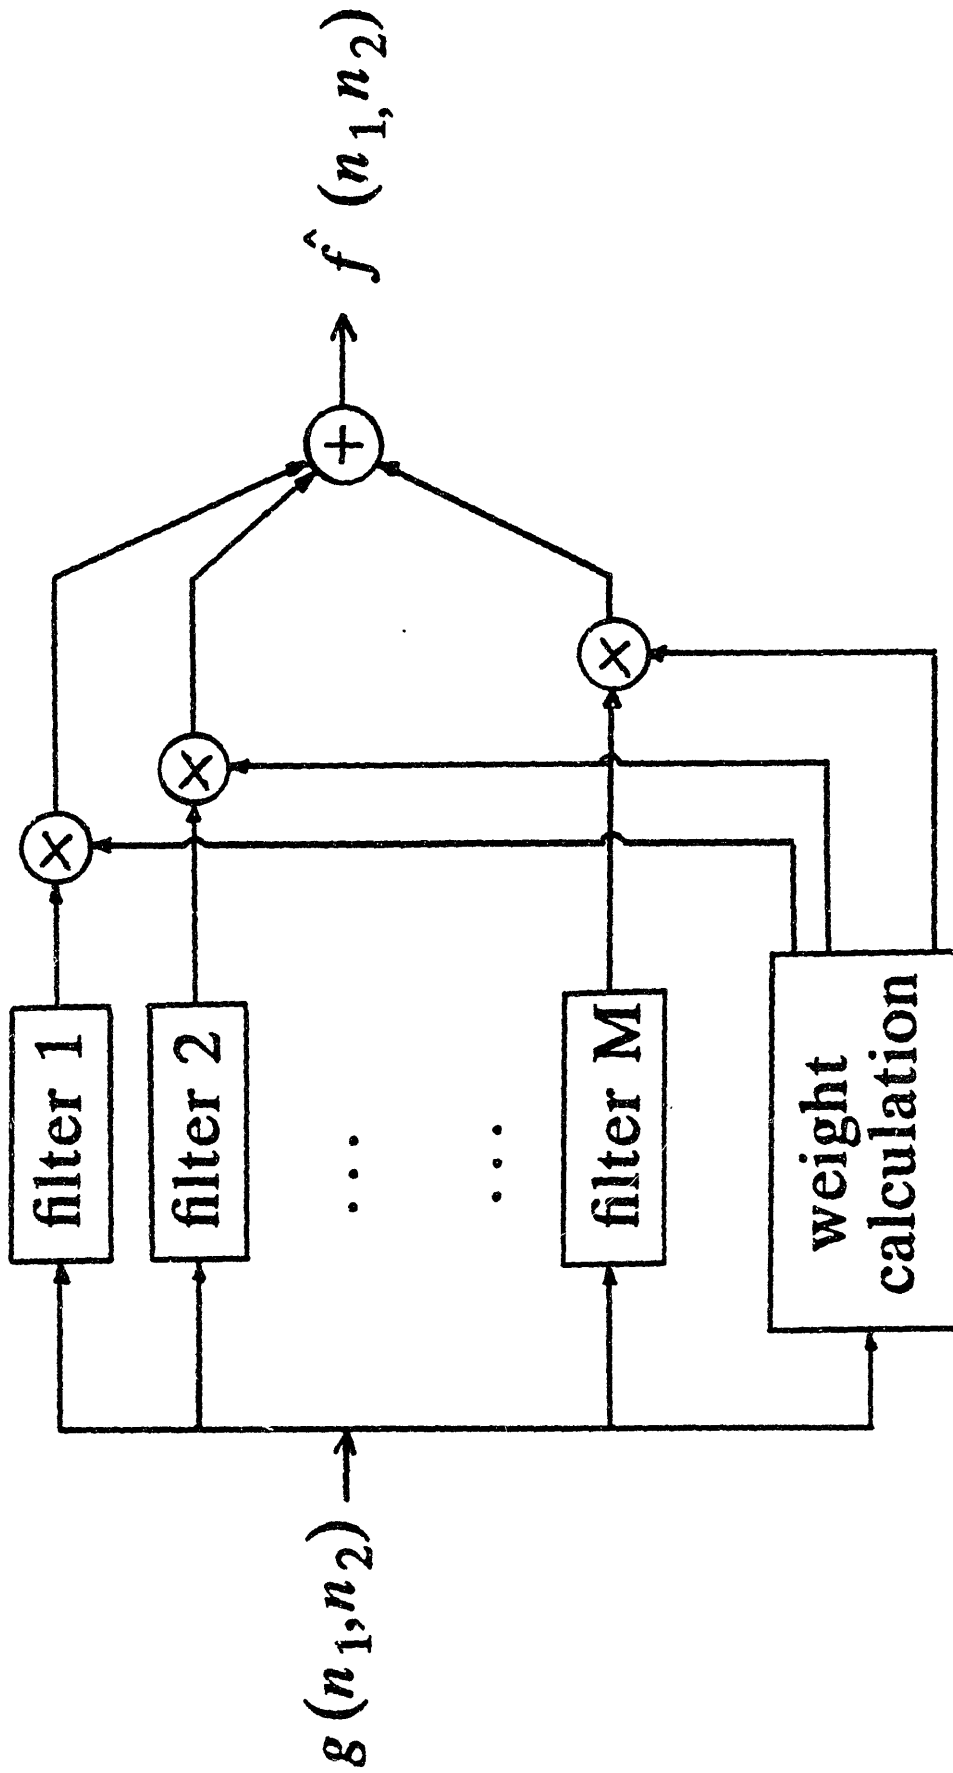 g (n₁, n₂)
filter 1
filter 2
. . .
. . .
filter M
weight
calculation
×
×
×
+
f̂ (n₁, n₂)